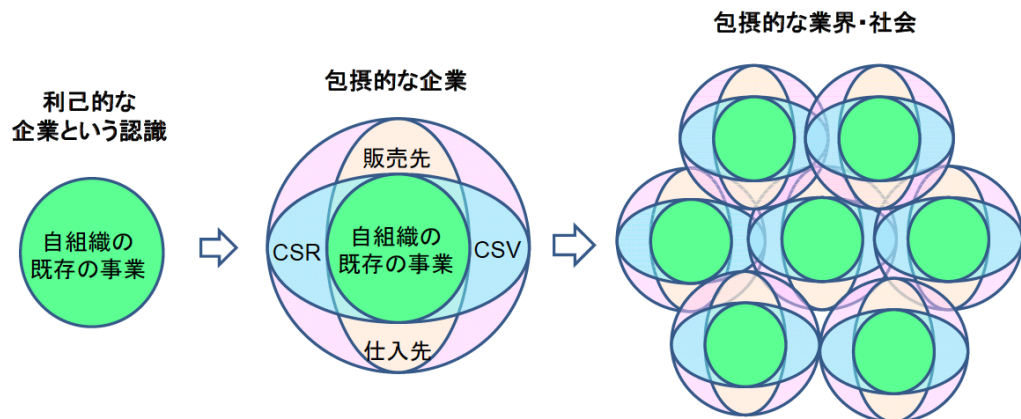 利己的な
企業という認識
自組織の
既存の事業
包摂的な企業
販売先
CSR
自組織の
既存の事業
CSV
仕入先
包摂的な業界・社会